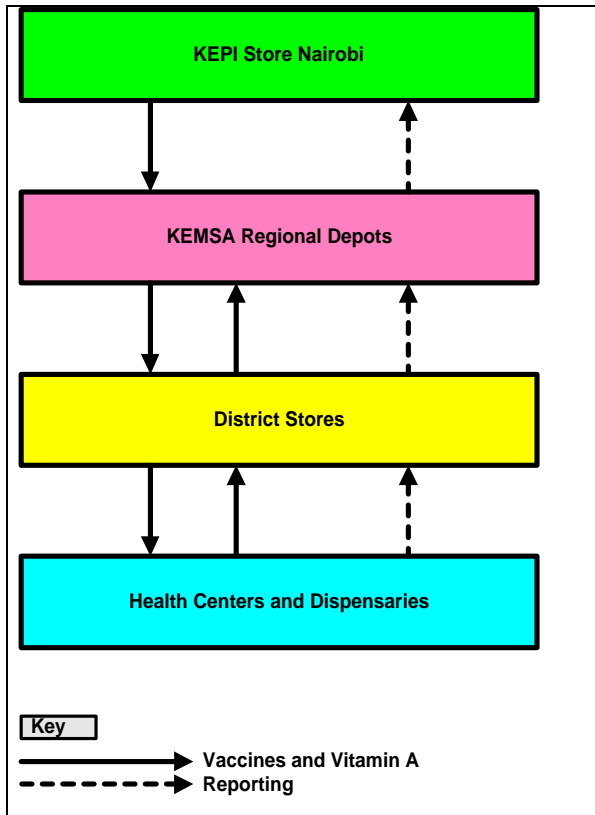 KEPI Store Nairobi
KEMSA Regional Depots
District Stores
Health Centers and Dispensaries
Key
Vaccines and Vitamin A
Reporting